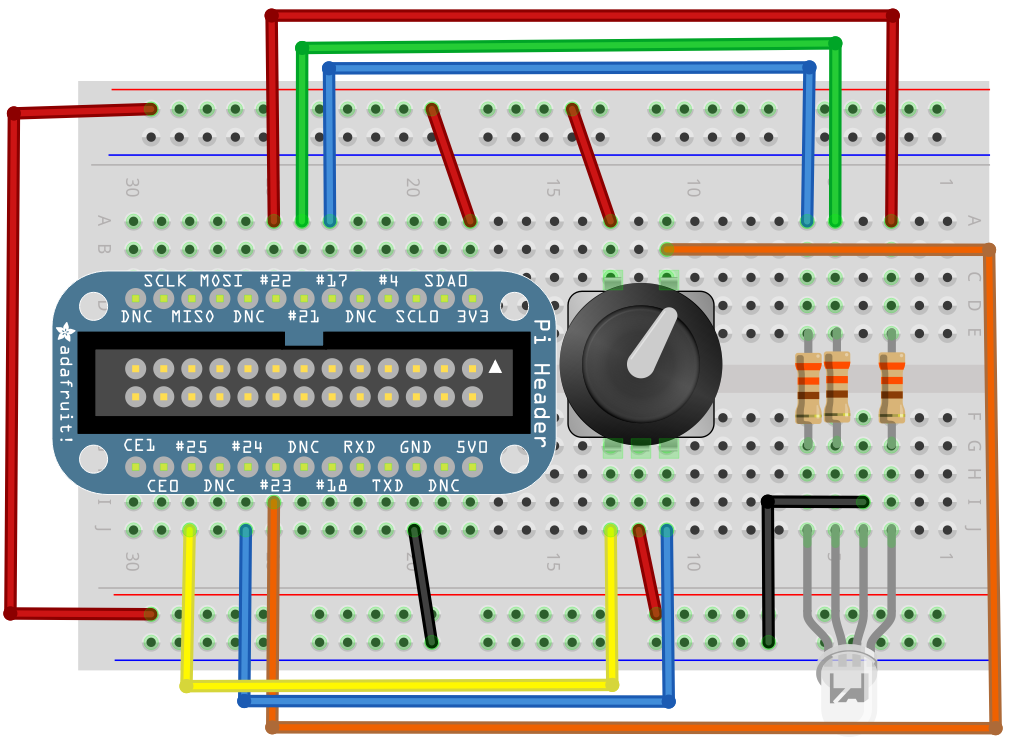 30 20 15 10 1
A A
B
C
SCLK MOSI #22 #17 #4 SDA0
D
DNC MISO DNC #21 DNC SCL0 3V3
E
adafruit!
Pi Header
F
CE1 #25 #24 DNC RXD GND 5V0
G
H
CE0 DNC #23 #18 TXD DNC
I I
J J
30 20 15 10 1